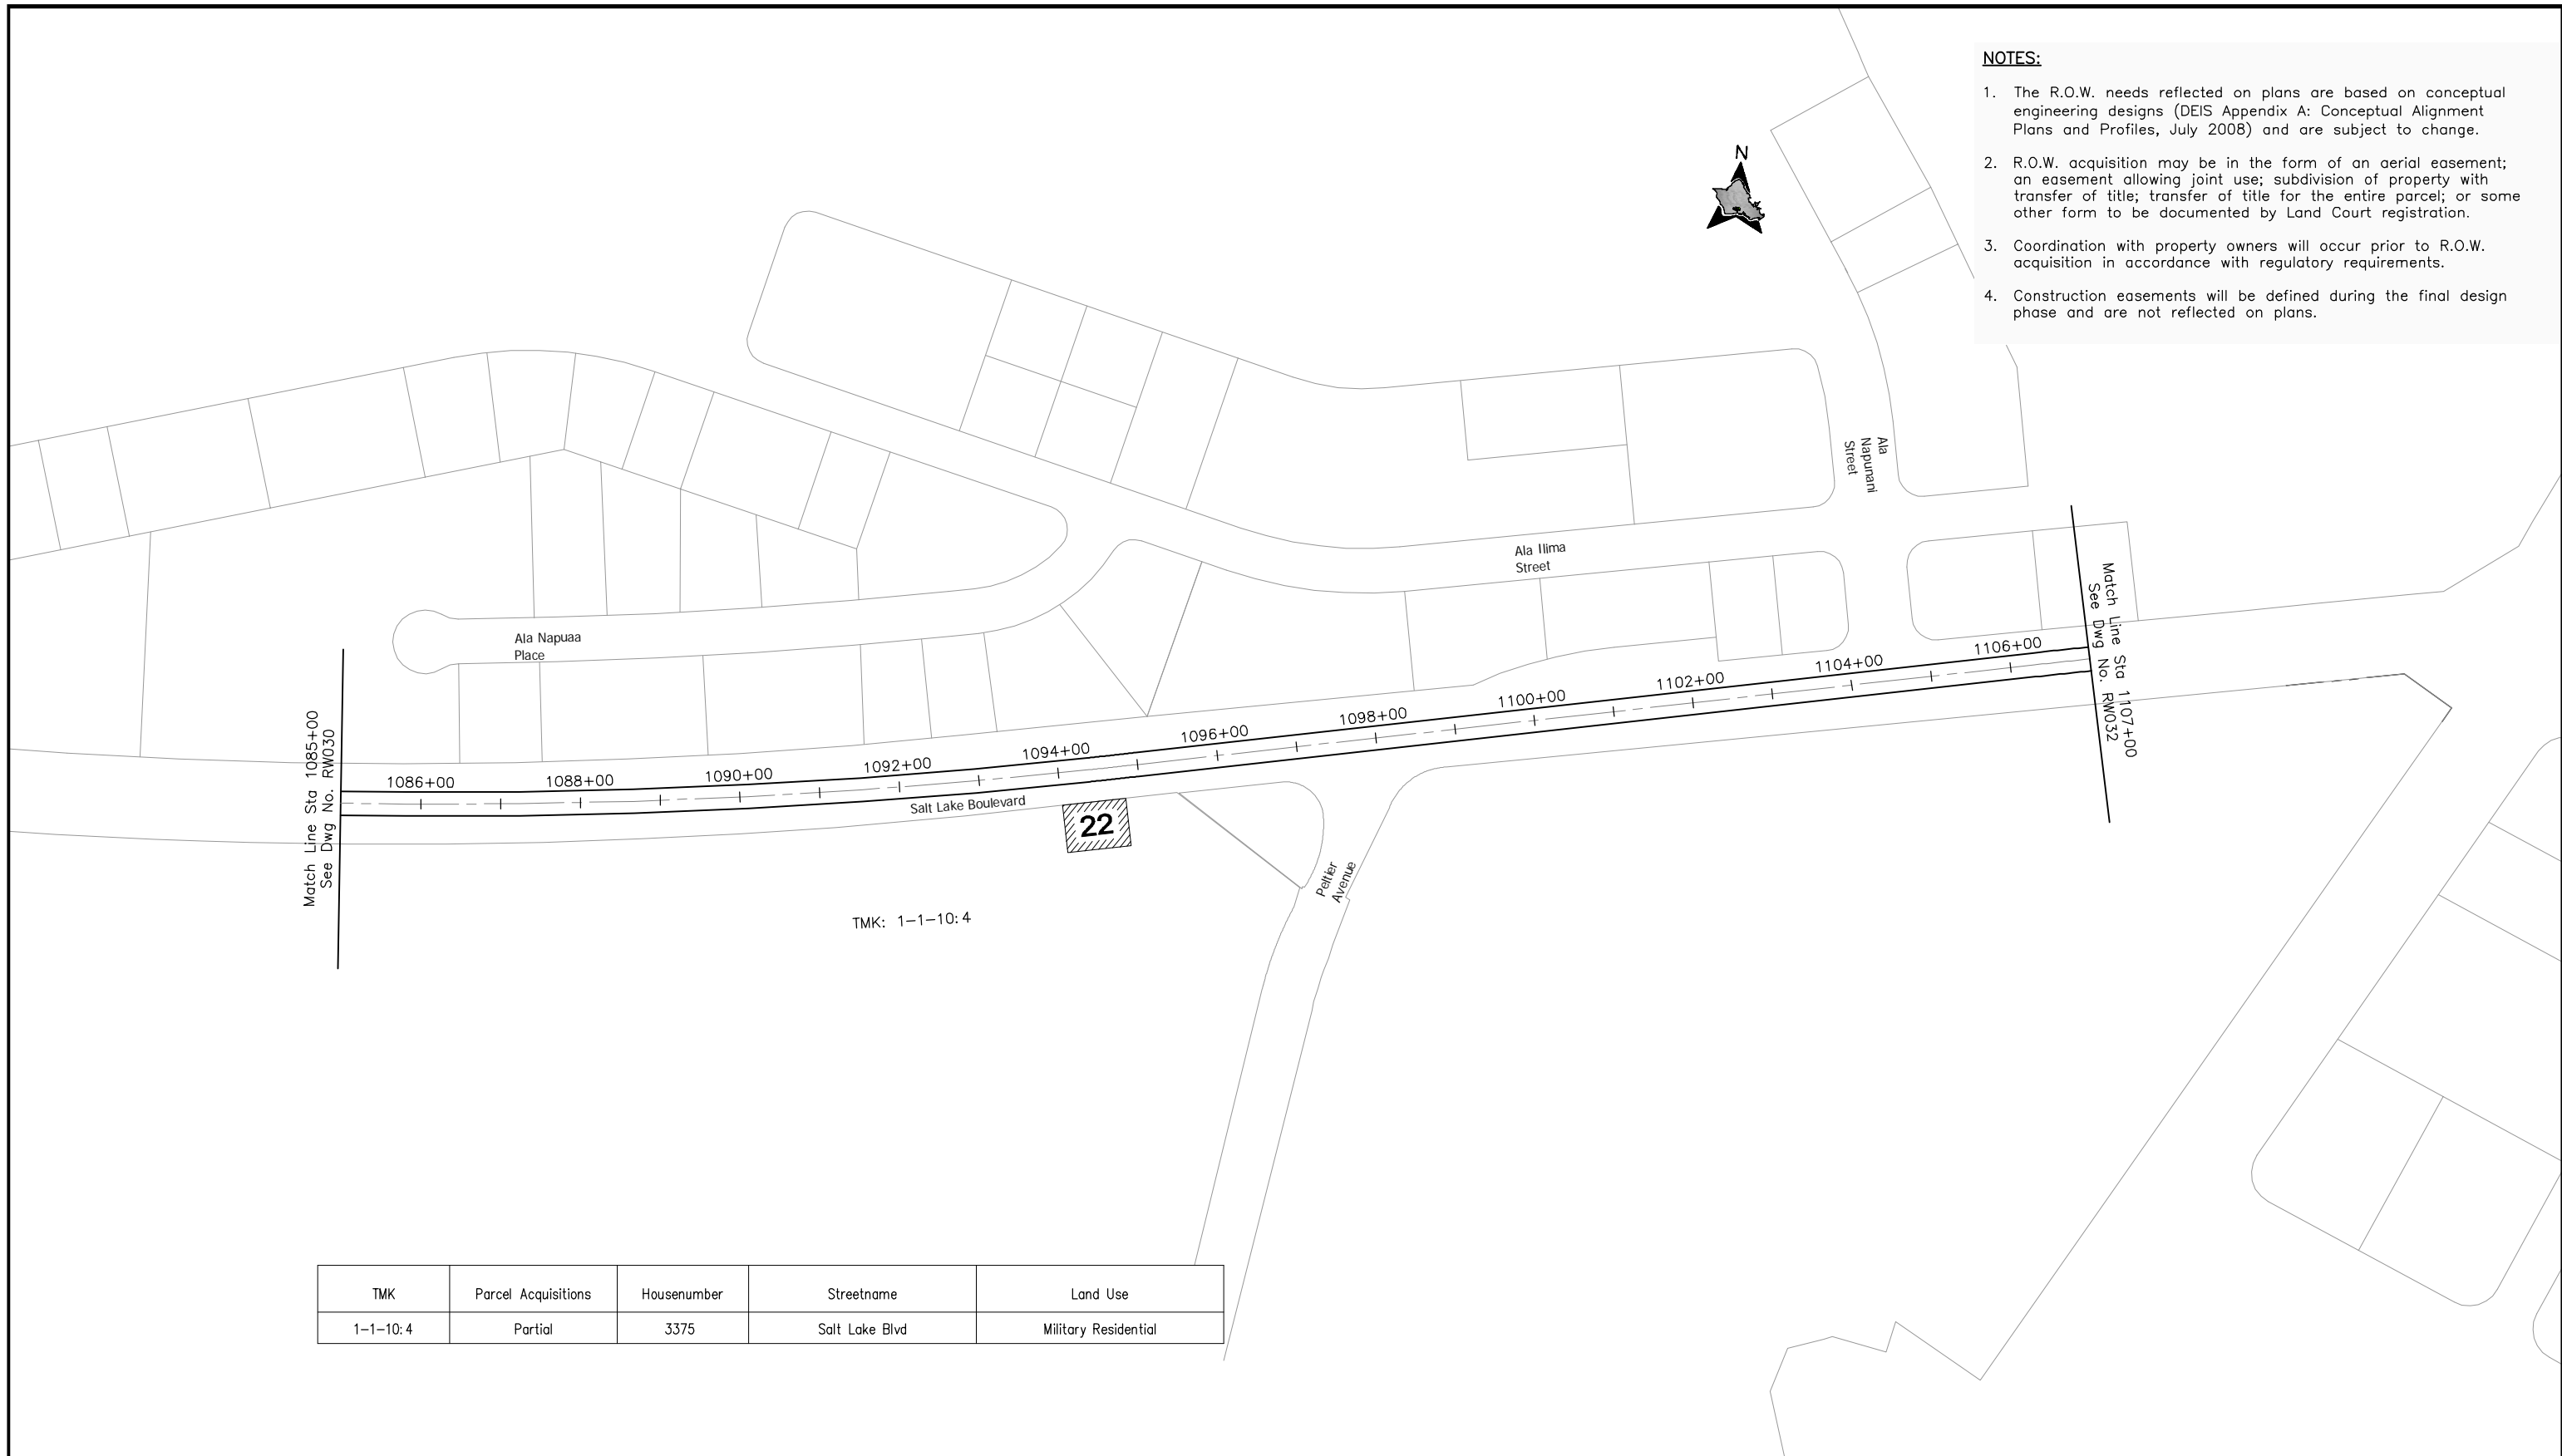 NOTES:
1. The R.O.W. needs reflected on plans are based on conceptual
engineering designs (DEIS Appendix A: Conceptual Alignment
Plans and Profiles, July 2008) and are subject to change.
2. R.O.W. acquisition may be in the form of an aerial easement;
an easement allowing joint use; subdivision of property with
transfer of title; transfer of title for the entire parcel; or some
other form to be documented by Land Court registration.
3. Coordination with property owners will occur prior to R.O.W.
acquisition in accordance with regulatory requirements.
4. Construction easements will be defined during the final design
phase and are not reflected on plans.
N
Ala
Napunani
Street
Ala Ilima
Street
Ala Napuaa
Place
Match Line Sta 1085+00
See Dwg No. RW030
1086+00
1088+00
1090+00
1092+00
1094+00
1096+00
1098+00
1100+00
1102+00
1104+00
1106+00
Match Line Sta 1107+00
See Dwg No. RW032
Salt Lake Boulevard
22
Peltier
Avenue
TMK: 1-1-10:4
TMK Parcel Acquisitions Housenumber Streetname Land Use
1-1-10:4 Partial 3375 Salt Lake Blvd Military Residential